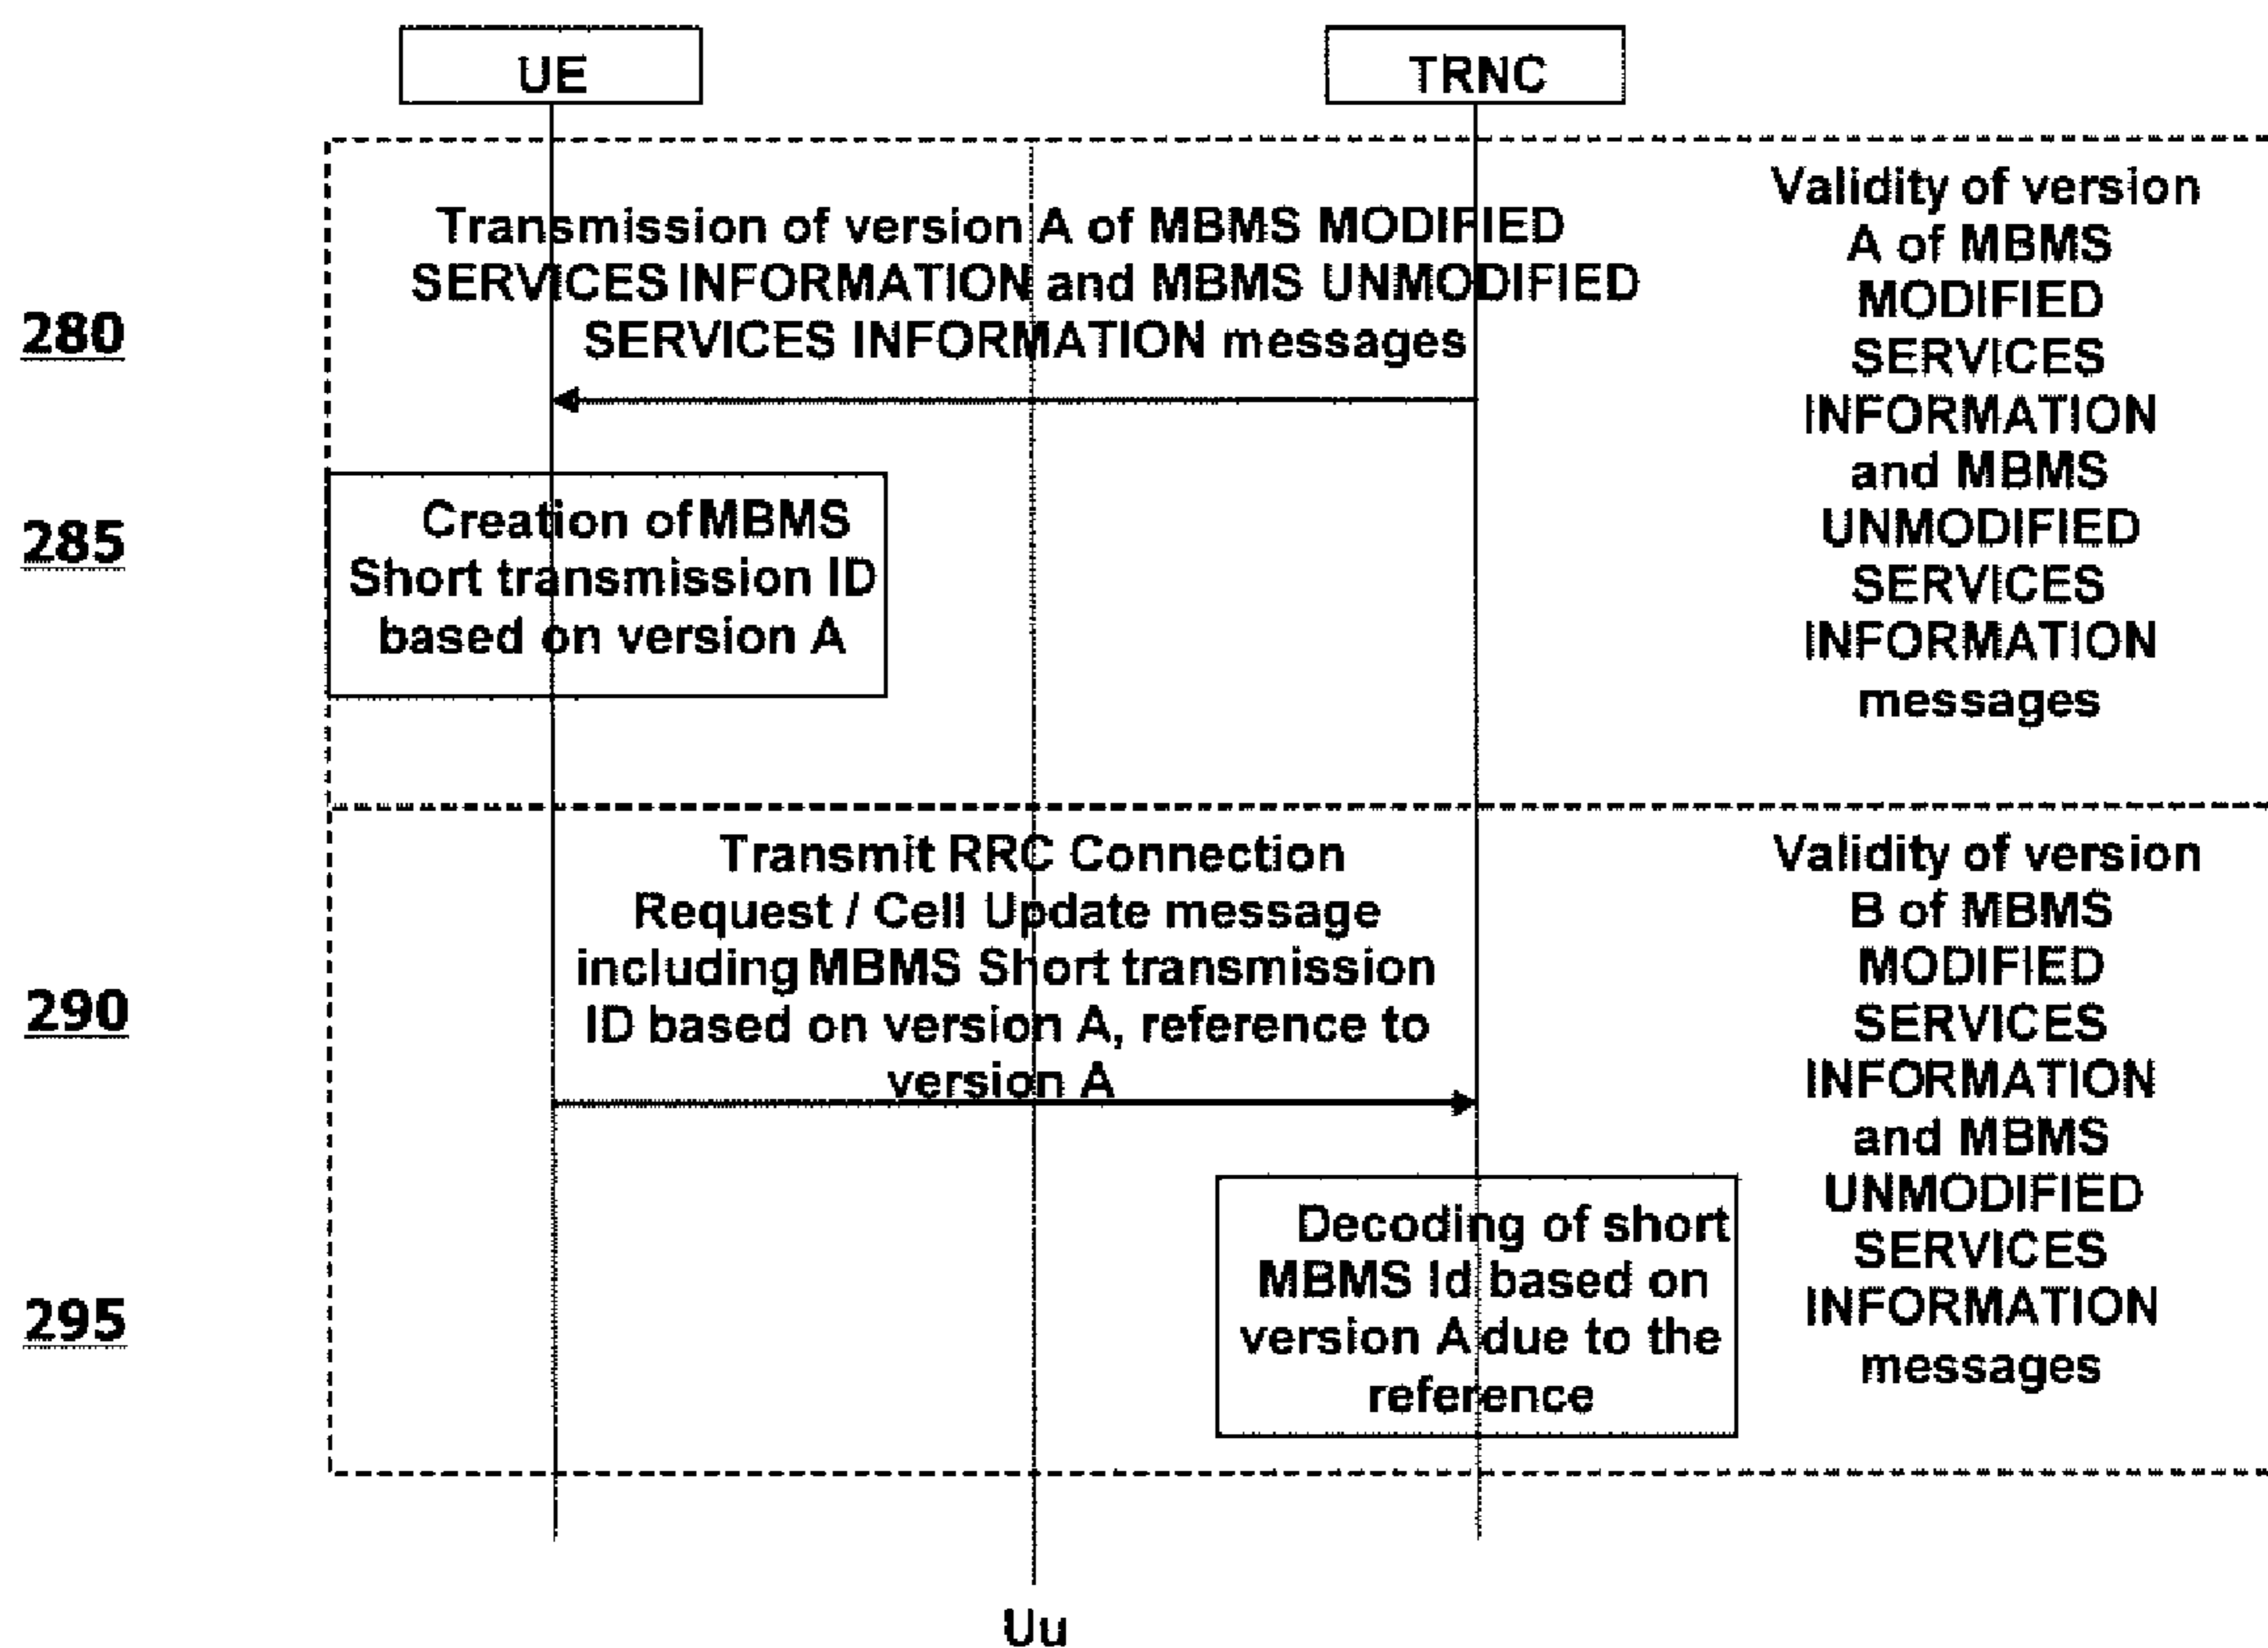 UE
TRNC
Transmission of version A of MBMS MODIFIED
SERVICES INFORMATION and MBMS UNMODIFIED
SERVICES INFORMATION messages
Validity of version
A of MBMS
MODIFIED
SERVICES
INFORMATION
and MBMS
UNMODIFIED
SERVICES
INFORMATION
messages
280
285
Creation of MBMS
Short transmission ID
based on version A
Transmit RRC Connection
Request / Cell Update message
including MBMS Short transmission
ID based on version A, reference to
version A
Validity of version
B of MBMS
MODIFIED
SERVICES
INFORMATION
and MBMS
UNMODIFIED
SERVICES
INFORMATION
messages
290
295
Decoding of short
MBMS Id based on
version A due to the
reference
Uu